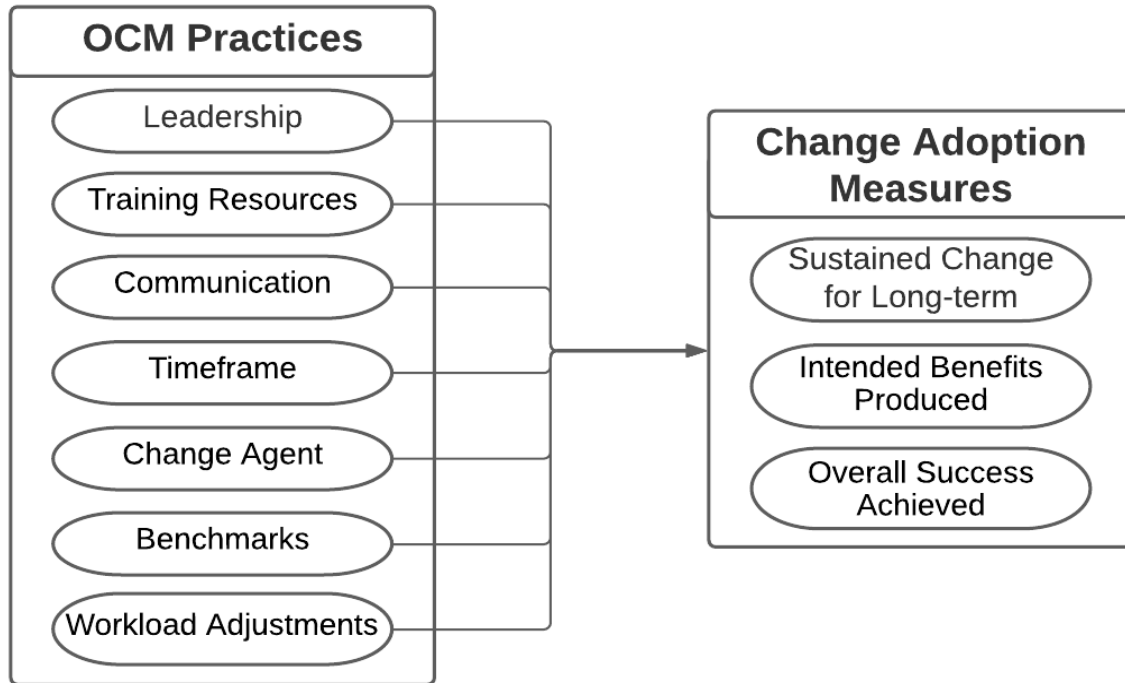 OCM Practices
Leadership
Training Resources
Communication
Timeframe
Change Agent
Benchmarks
Workload Adjustments
Change Adoption
Measures
Sustained Change
for Long-term
Intended Benefits
Produced
Overall Success
Achieved